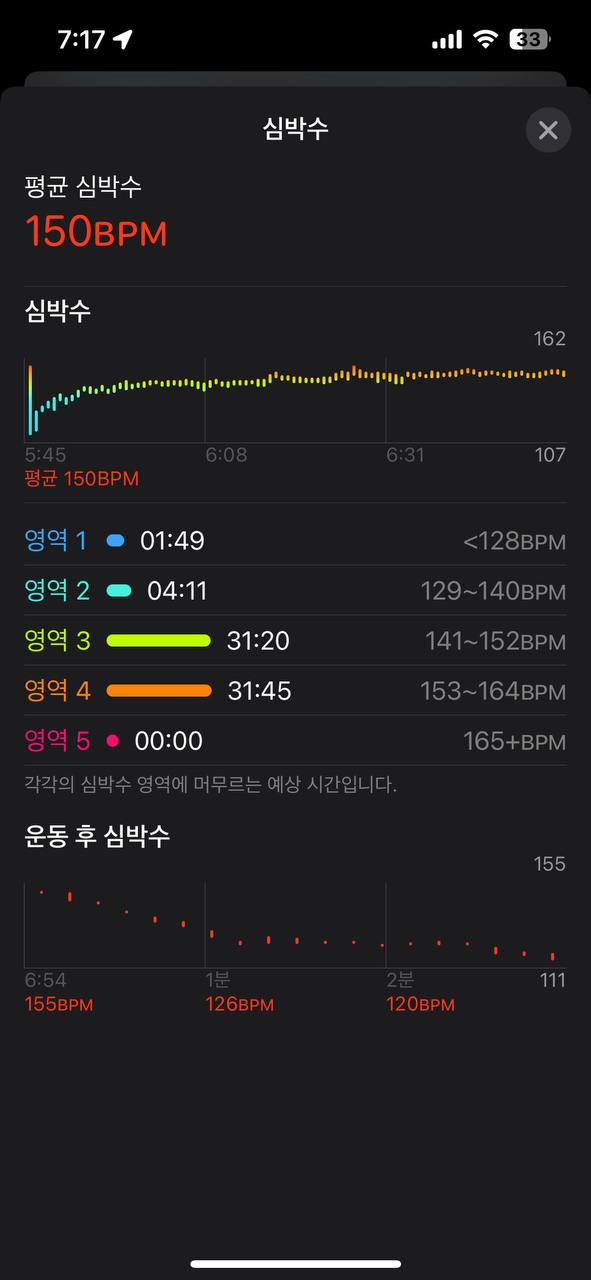 7:17
33
심박수
평균 심박수
150BPM
심박수
162
5:45 6:08 6:31 107
평균 150BPM
영역 1 01:49 <128BPM
영역 2 04:11 129~140BPM
영역 3 31:20 141~152BPM
영역 4 31:45 153~164BPM
영역 5 00:00 165+BPM
각각의 심박수 영역에 머무르는 예상 시간입니다.
운동 후 심박수
155
6:54 1분 2분 111
155BPM 126BPM 120BPM